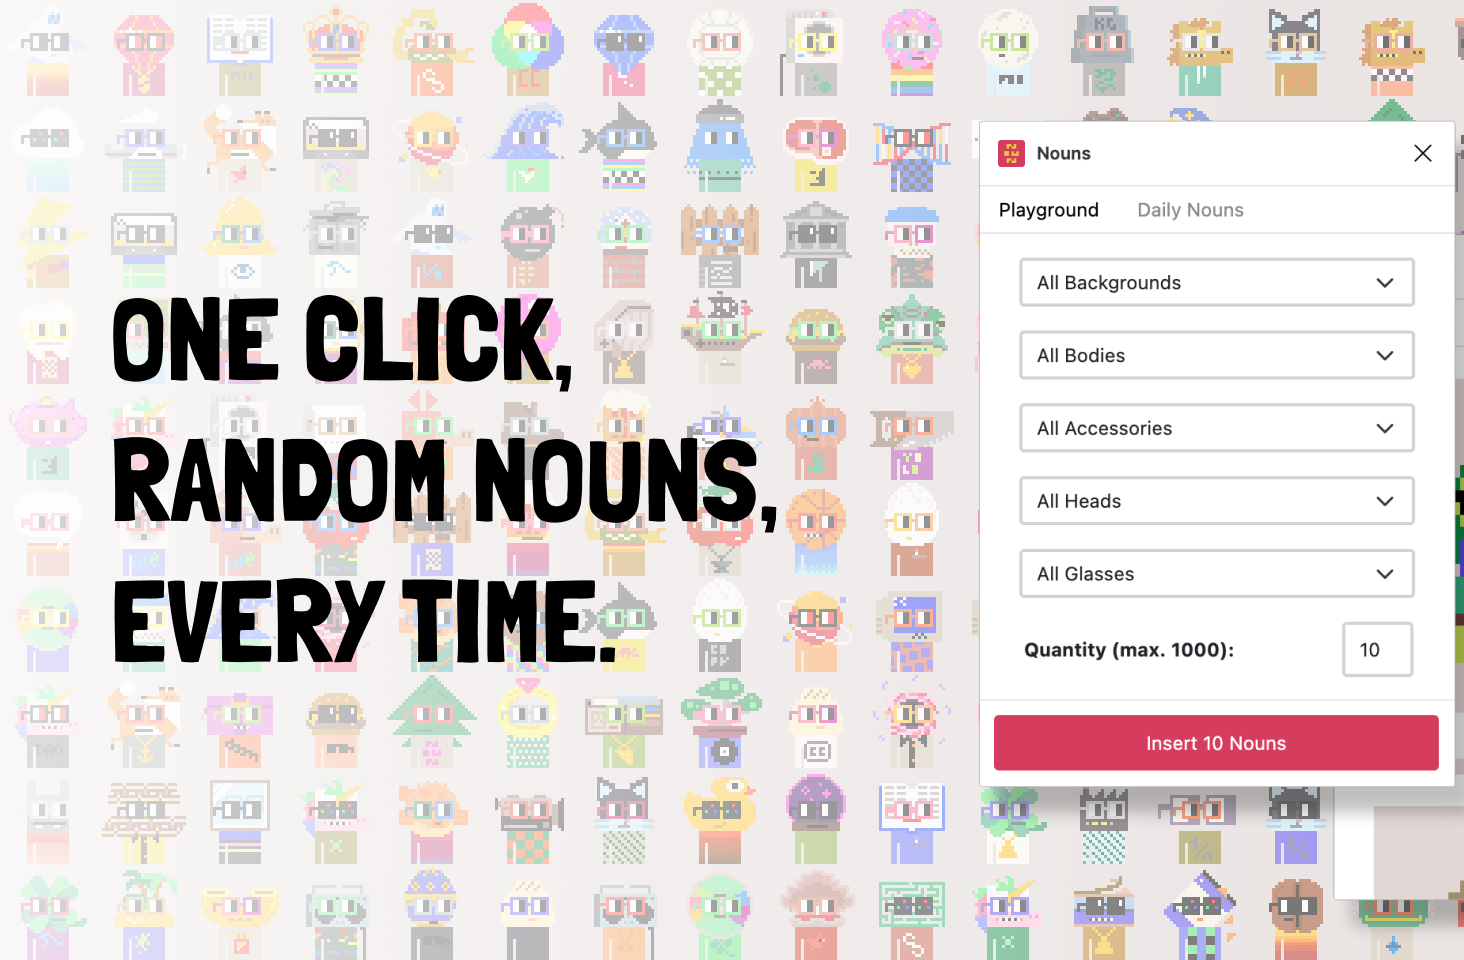 ONE CLICK,
RANDOM NOUNS,
EVERY TIME.
Nouns
Playground
Daily Nouns
All Backgrounds
All Bodies
All Accessories
All Heads
All Glasses
Quantity (max. 1000):
10
Insert 10 Nouns